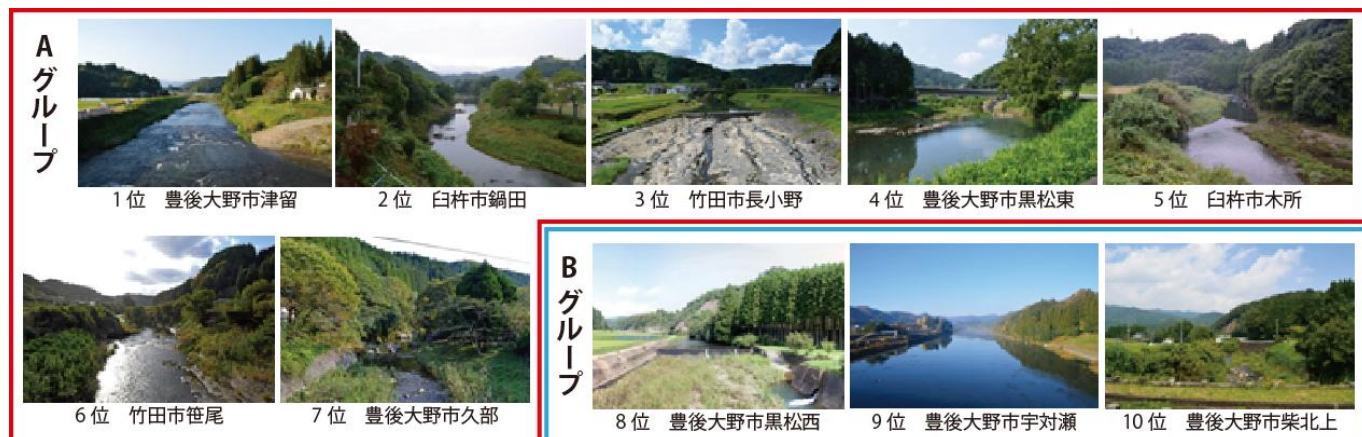 Aグループ
1位 豊後大野市津留
2位 臼杵市鍋田
3位 竹田市長小野
4位 豊後大野市黒松東
5位 臼杵市木所
6位 竹田市笹尾
7位 豊後大野市久部
Bグループ
8位 豊後大野市黒松西
9位 豊後大野市宇対瀬
10位 豊後大野市柴北上